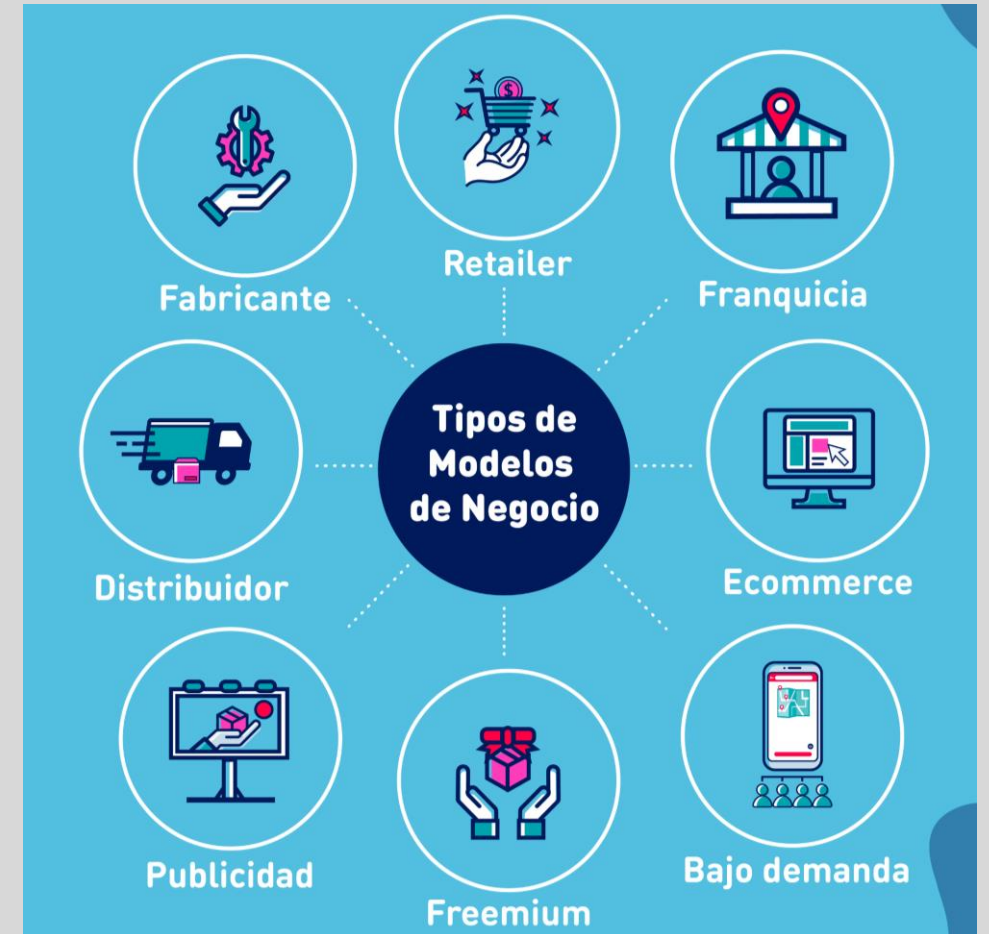 Retailer
Fabricante
Franquicia
Tipos de
Modelos
de Negocio
Distribuidor
Ecommerce
Publicidad
Bajo demanda
Freemium
$